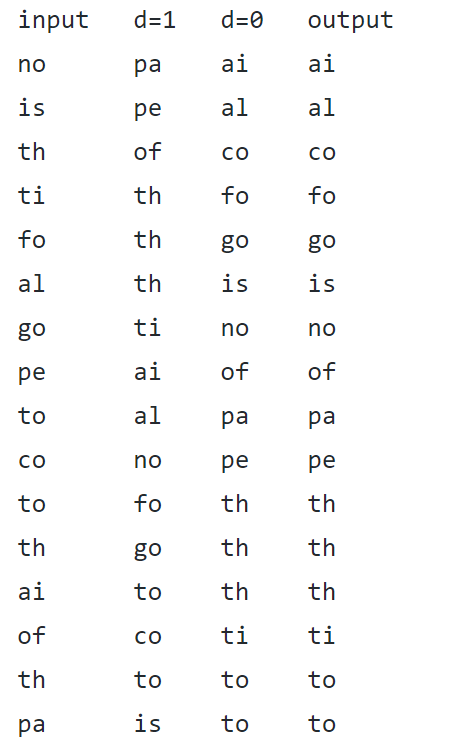 input d=1 d=0 output
no pa ai ai
is pe al al
th of co co
ti th fo fo
fo th go go
al th is is
go ti no no
pe ai of of
to al pa pa
co no pe pe
to fo th th
th go th th
ai to th th
of co ti ti
th to to to
pa is to to